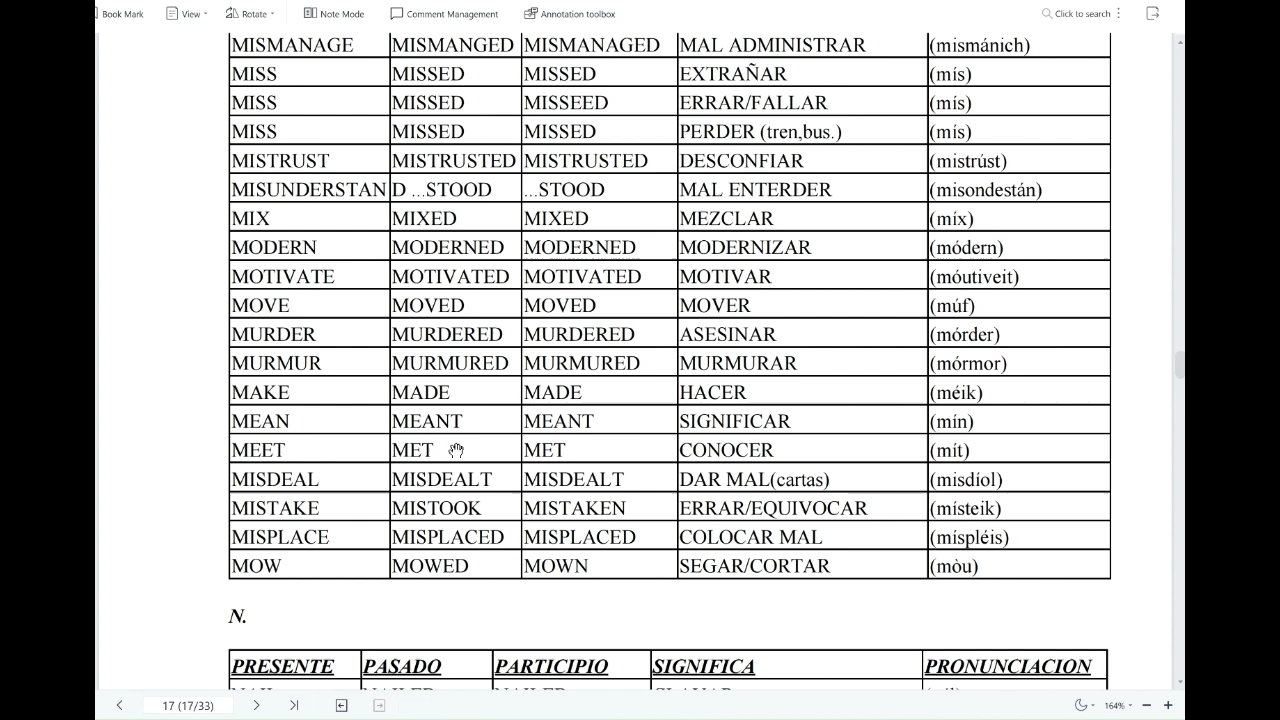 Book Mark View Rotate Note Mode Comment Management Annotation toolbox Click to search
MISMANAGE MISMANGED MISMANAGED MAL ADMINISTRAR (mismánich)
MISS MISSED MISSED EXTRAÑAR (mís)
MISS MISSED MISSEED ERRAR/FALLAR (mís)
MISS MISSED MISSED PERDER (tren,bus.) (mís)
MISTRUST MISTRUSTED MISTRUSTED DESCONFIAR (mistrúst)
MISUNDERSTAND ...STOOD ...STOOD MAL ENTERDER (misondestán)
MIX MIXED MIXED MEZCLAR (míx)
MODERN MODERNED MODERNED MODERNIZAR (módern)
MOTIVATE MOTIVATED MOTIVATED MOTIVAR (móutiveit)
MOVE MOVED MOVED MOVER (múf)
MURDER MURDERED MURDERED ASESINAR (mórder)
MURMUR MURMURED MURMURED MURMURAR (mórmor)
MAKE MADE MADE HACER (méik)
MEAN MEANT MEANT SIGNIFICAR (mín)
MEET MET MET CONOCER (mít)
MISDEAL MISDEALT MISDEALT DAR MAL(cartas) (misdíol)
MISTAKE MISTOOK MISTAKEN ERRAR/EQUIVOCAR (místeik)
MISPLACE MISPLACED MISPLACED COLOCAR MAL (míspléis)
MOW MOWED MOWN SEGAR/CORTAR (mòu)
N.
PRESENTE PASADO PARTICIPIO SIGNIFICA PRONUNCIACION
17 (17/33) 164%